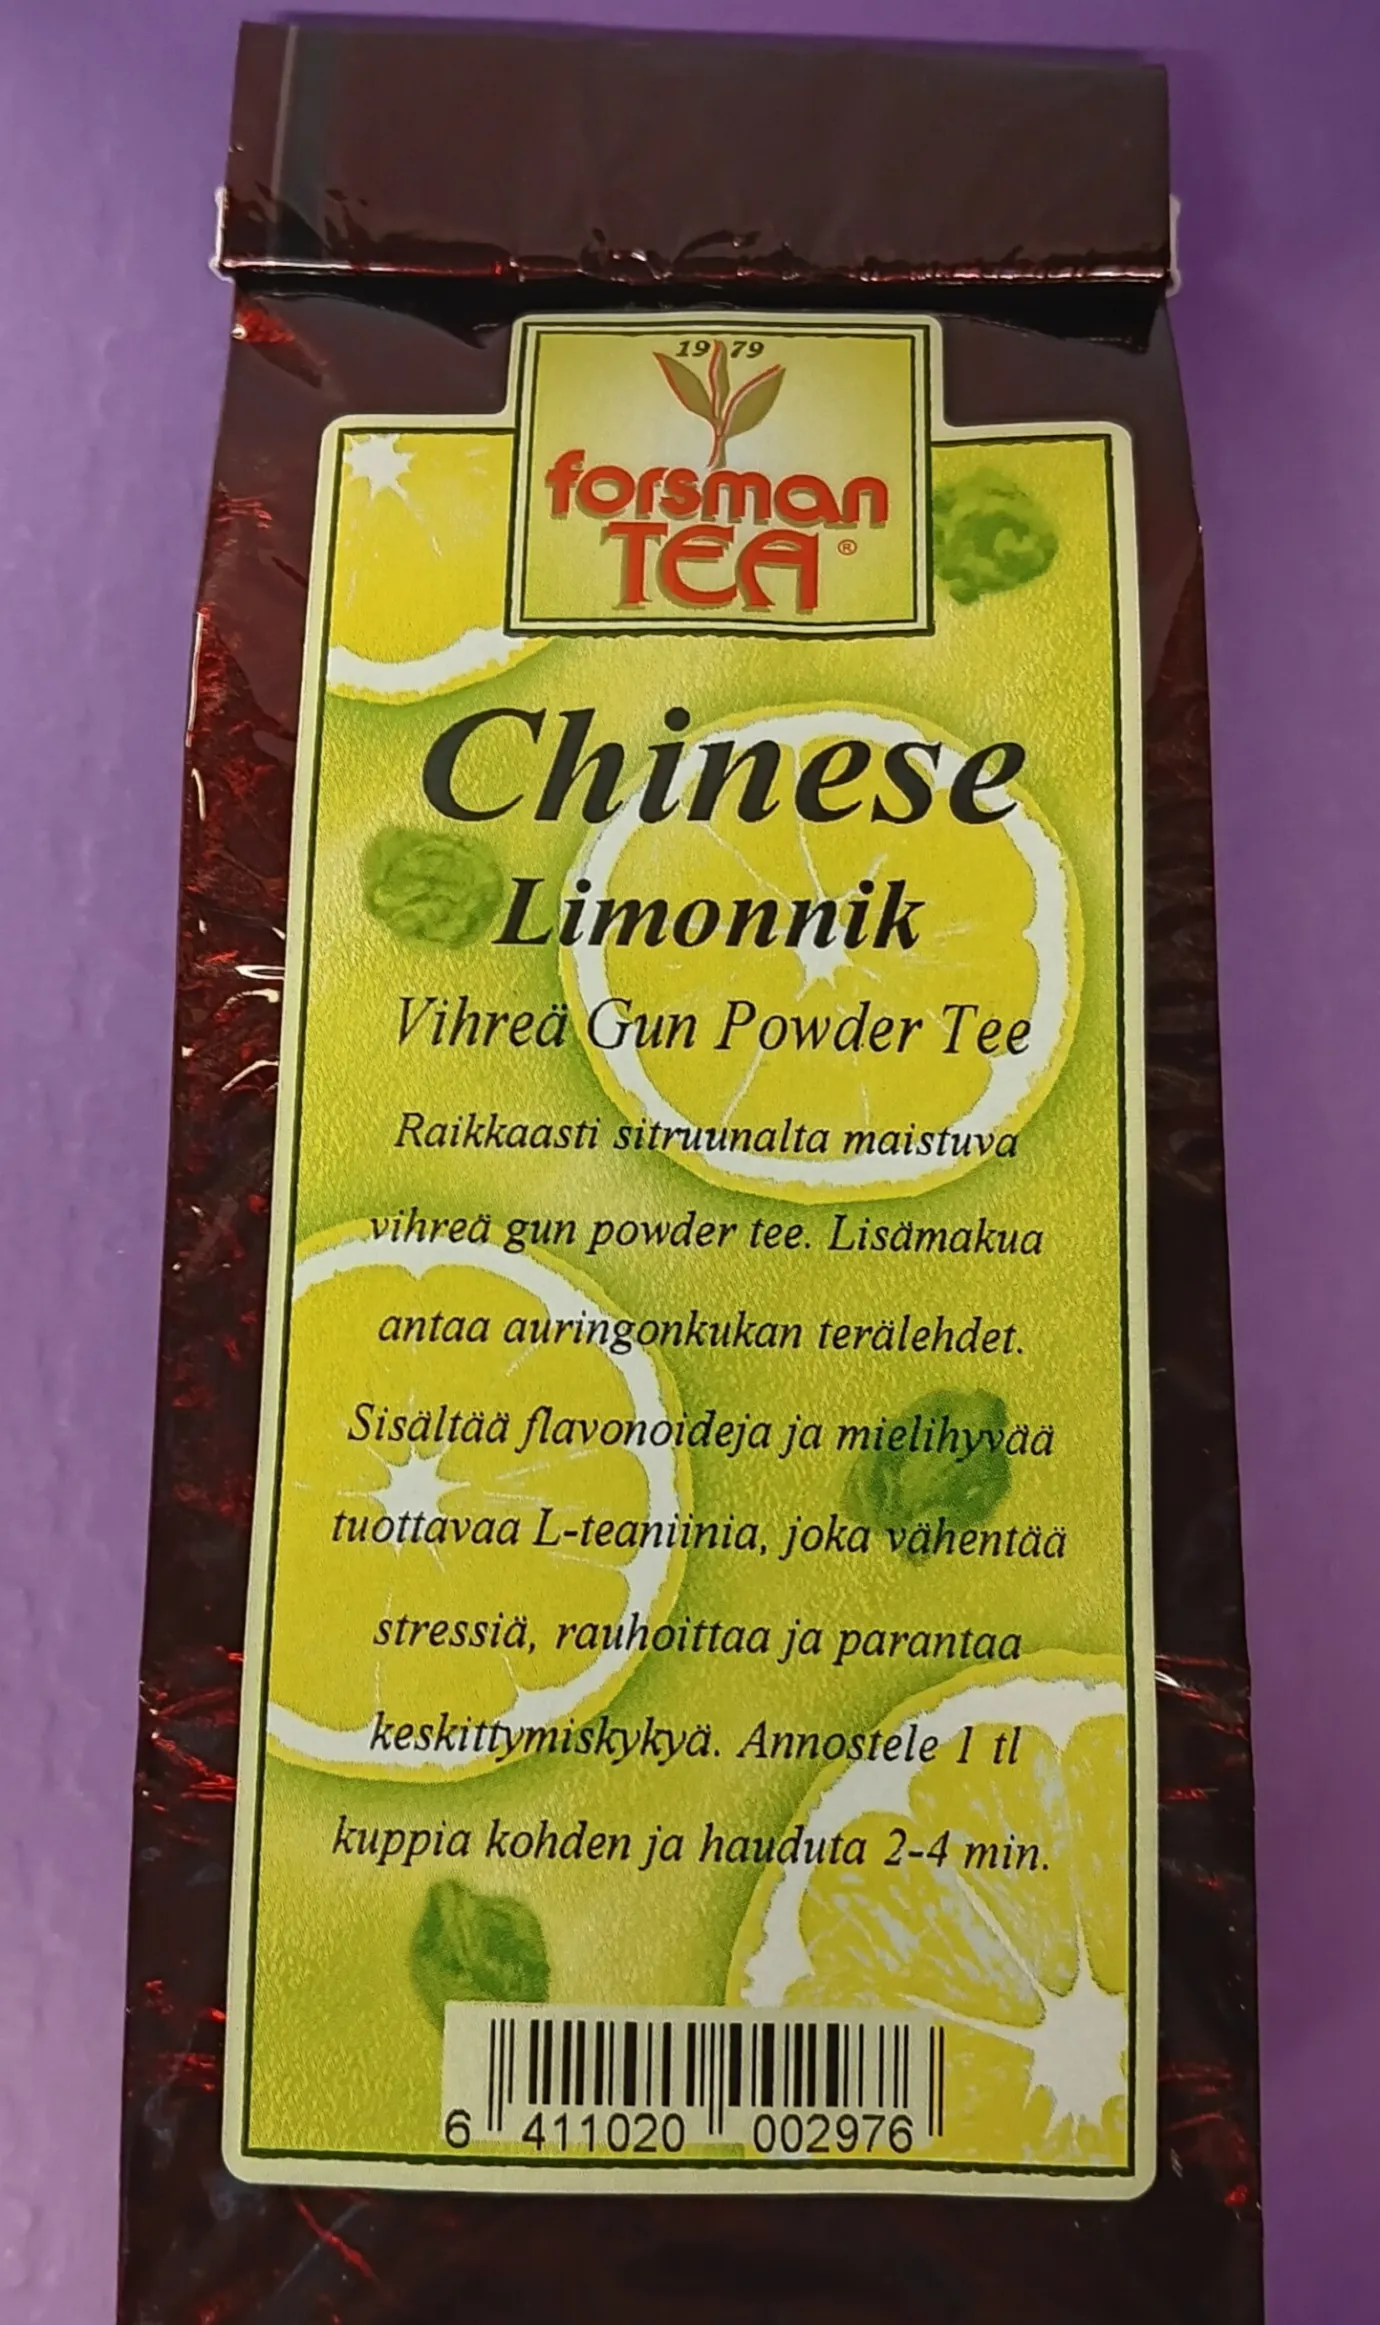 19 79
forsman
TEA ®
Chinese
Limonnik
Vihreä Gun Powder Tee
Raikkaasti sitruunalta maistuva
vihreä gun powder tee. Lisämakua
antaa auringonkukan terälehdet.
Sisältää flavonoideja ja mielihyvää
tuottavaa L-teaniinia, joka vähentää
stressiä, rauhoittaa ja parantaa
keskittymiskykyä. Annostele 1 tl
kuppia kohden ja hauduta 2-4 min.
6 411020 002976